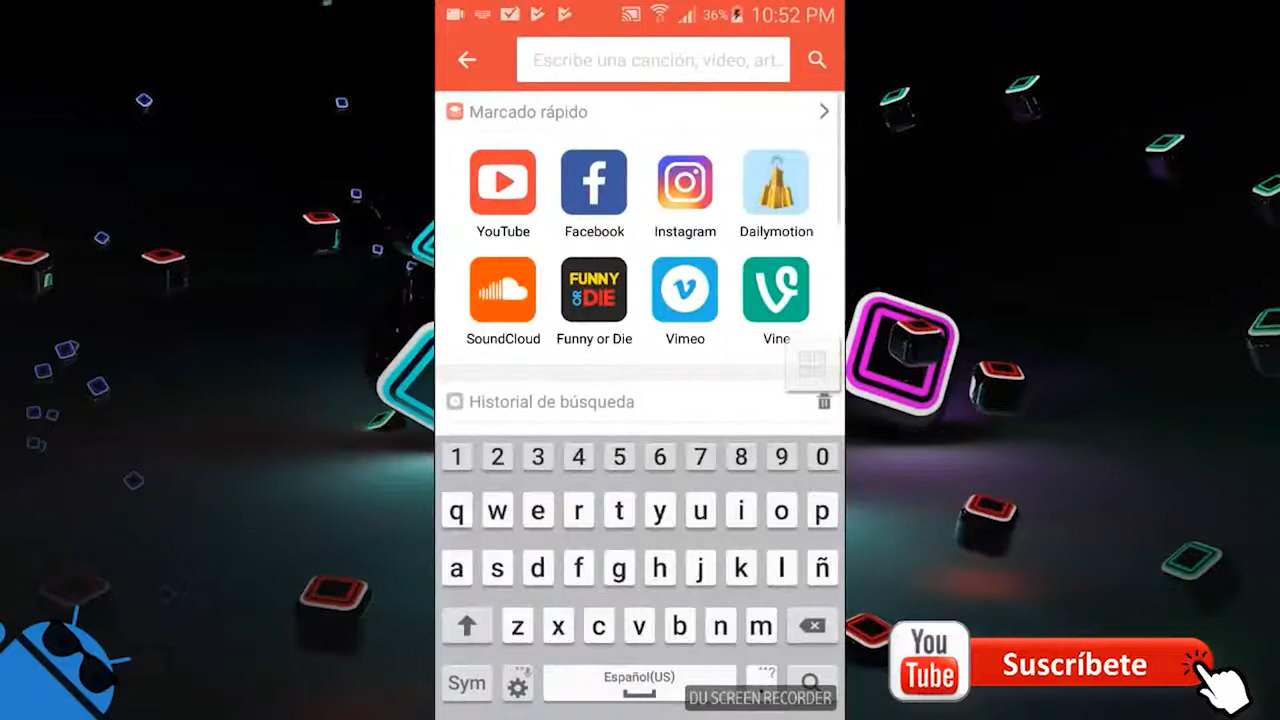 36% 10:52 PM
Escribe una canción, vídeo, art..
Marcado rápido
YouTube Facebook Instagram Dailymotion
FUNNY
OR DIE
SoundCloud Funny or Die Vimeo Vine
Historial de búsqueda
1 2 3 4 5 6 7 8 9 0
q w e r t y u i o p
a s d f g h j k l ñ
z x c v b n m
Sym Español(US)
DU SCREEN RECORDER
You
Tube
Suscríbete